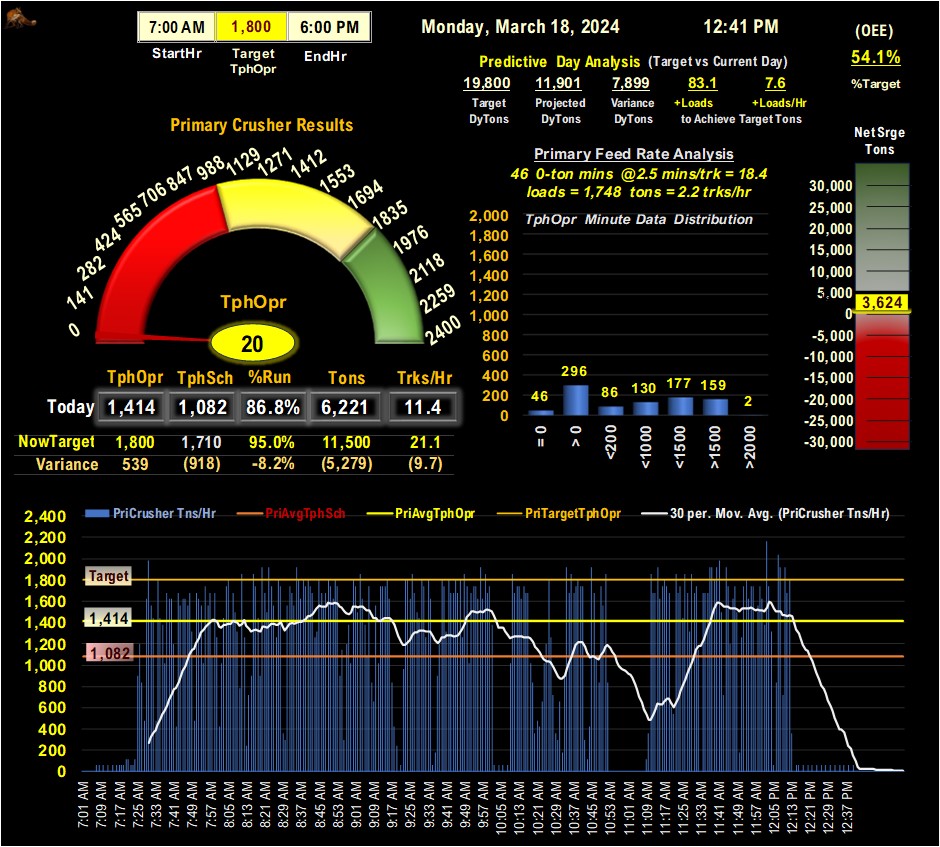 7:00 AM 1,800 6:00 PM
StartHr Target TphOpr EndHr
Monday, March 18, 2024 12:41 PM
(OEE)
54.1%
%Target
Predictive Day Analysis (Target vs Current Day)
19,800 11,901 7,899 83.1 7.6
Target Projected Variance +Loads +Loads/Hr
DyTons DyTons DyTons to Achieve Target Tons
Primary Crusher Results
0
141
282
424
565
706
847
988
1129
1271
1412
1553
1694
1835
1976
2118
2259
2400
TphOpr
20
TphOpr TphSch %Run Tons Trks/Hr
Today 1,414 1,082 86.8% 6,221 11.4
NowTarget 1,800 1,710 95.0% 11,500 21.1
Variance 539 (918) -8.2% (5,279) (9.7)
Primary Feed Rate Analysis
46 0-ton mins @2.5 mins/trk = 18.4
loads = 1,748 tons = 2.2 trks/hr
TphOpr Minute Data Distribution
2,000
1,800
1,600
1,400
1,200
1,000
800
600
400
200
0
46 296 86 130 177 159 2
= 0
> 0
<200
<1000
<1500
>1500
>2000
NetSrge
Tons
30,000
25,000
20,000
15,000
10,000
5,000
3,624
0
-5,000
-10,000
-15,000
-20,000
-25,000
-30,000
PriCrusher Tns/Hr PriAvgTphSch PriAvgTphOpr PriTargetTphOpr 30 per. Mov. Avg. (PriCrusher Tns/Hr)
2,400
2,200
2,000
1,800
1,600
1,400
1,200
1,000
800
600
400
200
0
Target
1,414
1,082
7:01 AM
7:09 AM
7:17 AM
7:25 AM
7:33 AM
7:41 AM
7:49 AM
7:57 AM
8:05 AM
8:13 AM
8:21 AM
8:29 AM
8:37 AM
8:45 AM
8:53 AM
9:01 AM
9:09 AM
9:17 AM
9:25 AM
9:33 AM
9:41 AM
9:49 AM
9:57 AM
10:05 AM
10:13 AM
10:21 AM
10:29 AM
10:37 AM
10:45 AM
10:53 AM
11:01 AM
11:09 AM
11:17 AM
11:25 AM
11:33 AM
11:41 AM
11:49 AM
11:57 AM
12:05 PM
12:13 PM
12:21 PM
12:29 PM
12:37 PM